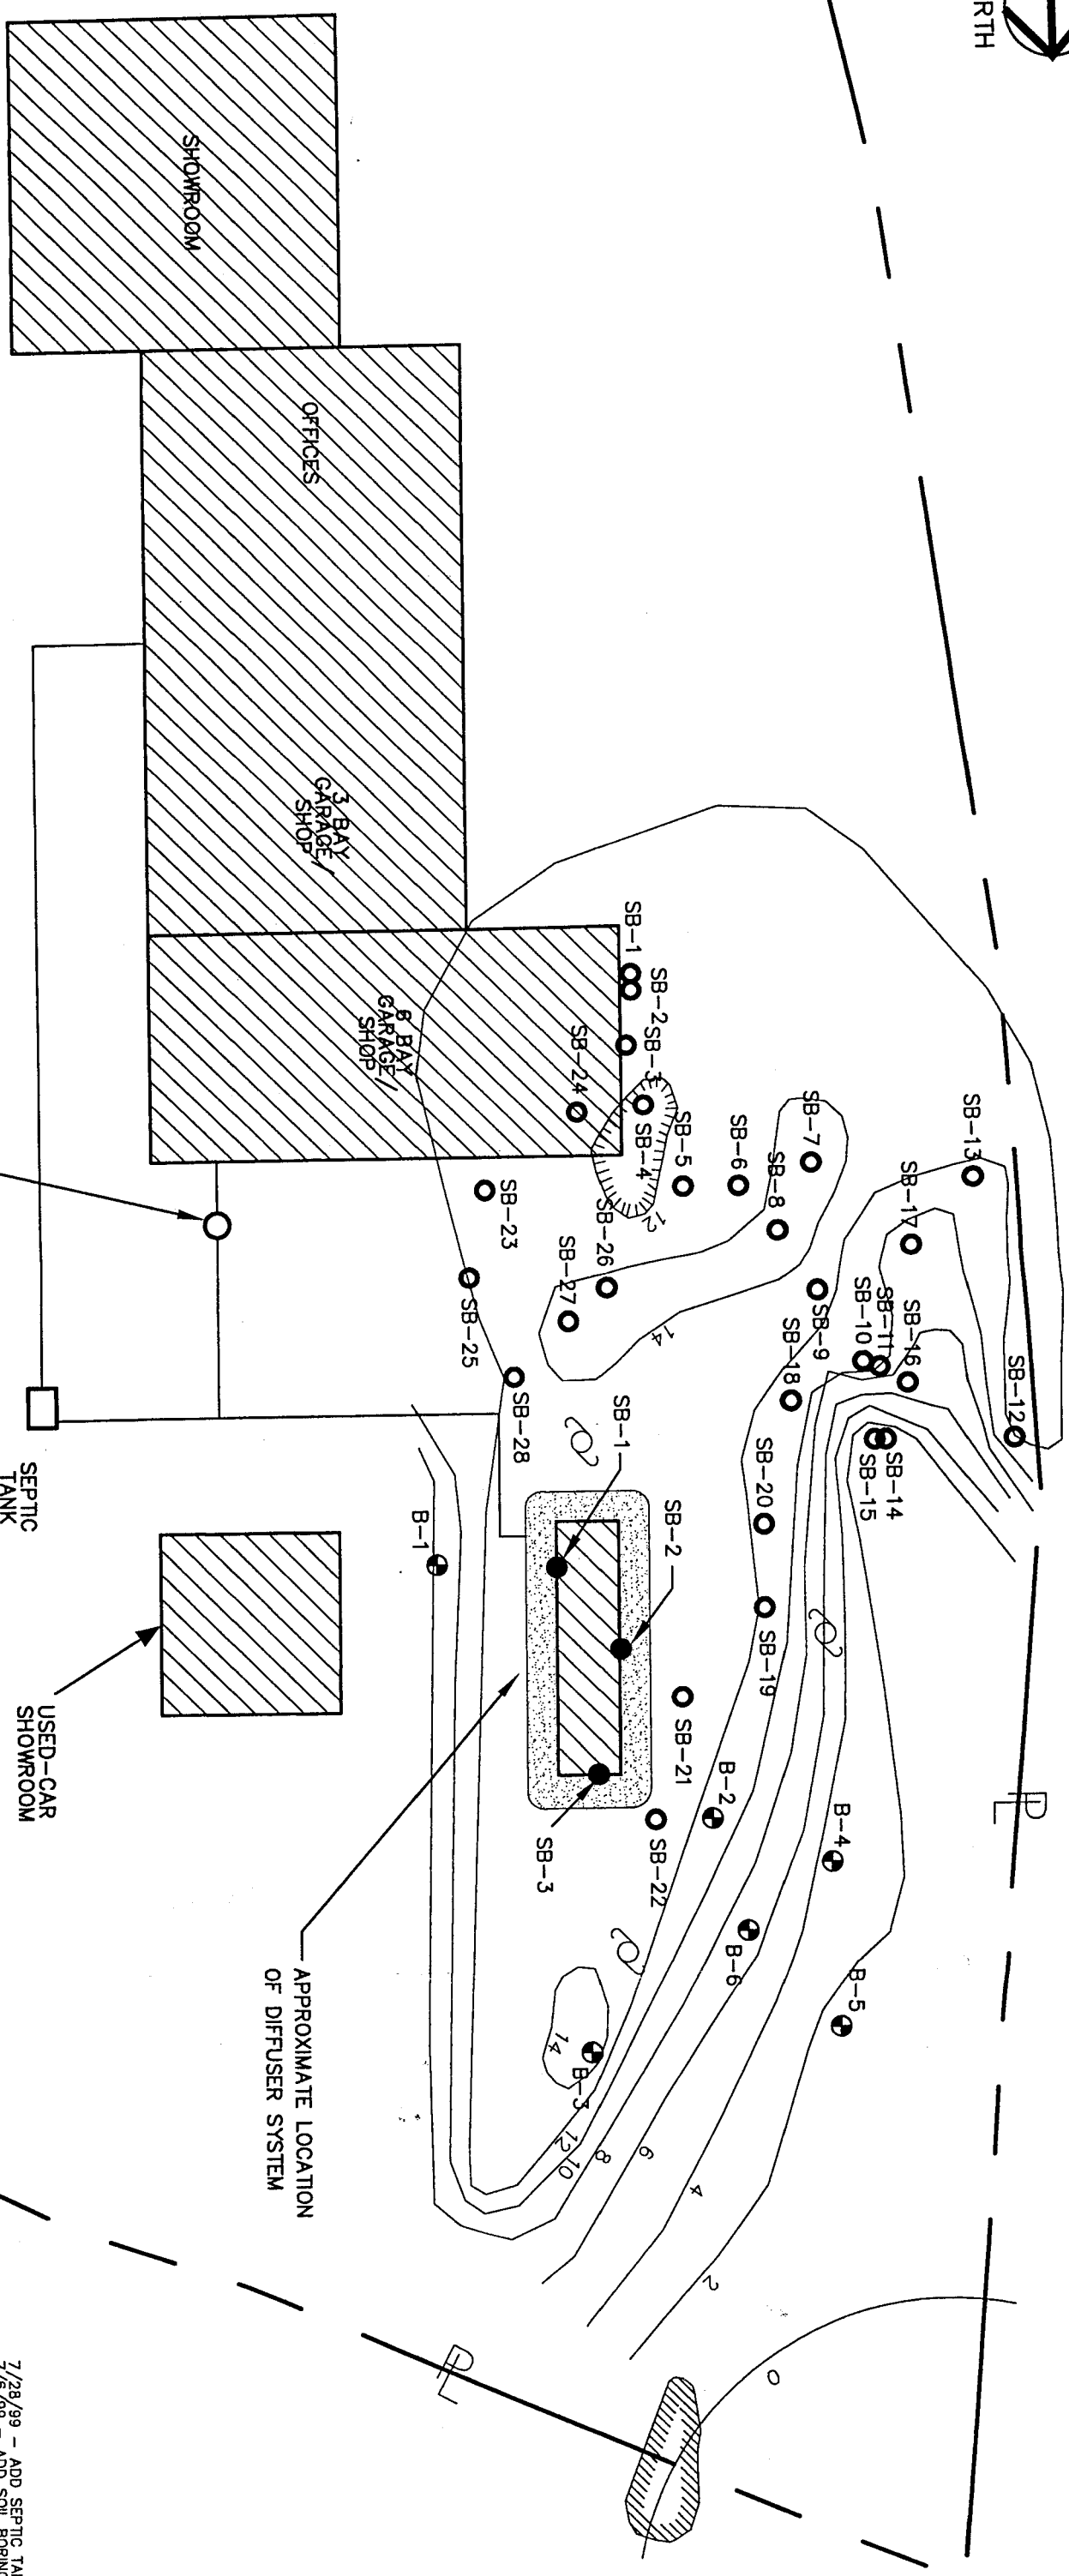 RTH
SHOWROOM
OFFICES
3 BAY
GARAGE/
SHOP
6 BAY
GARAGE/
SHOP
SB-1
SB-2
SB-3
SB-24
SB-4
SB-5
SB-6
SB-7
SB-8
SB-13
SB-17
12
SB-23
SB-26
SB-27
SB-25
14
SB-9
SB-10
SB-11
SB-16
SB-18
SB-12
SB-28
SB-1
SB-2
SB-20
SB-14
SB-15
SEPTIC
TANK
B-1
SB-19
SB-21
B-2
B-4
PL
USED-CAR
SHOWROOM
SB-3
SB-22
B-6
B-5
APPROXIMATE LOCATION
OF DIFFUSER SYSTEM
14
B-3
12
10
8
6
4
2
0
PL
7/28/99 - ADD SEPTIC TA